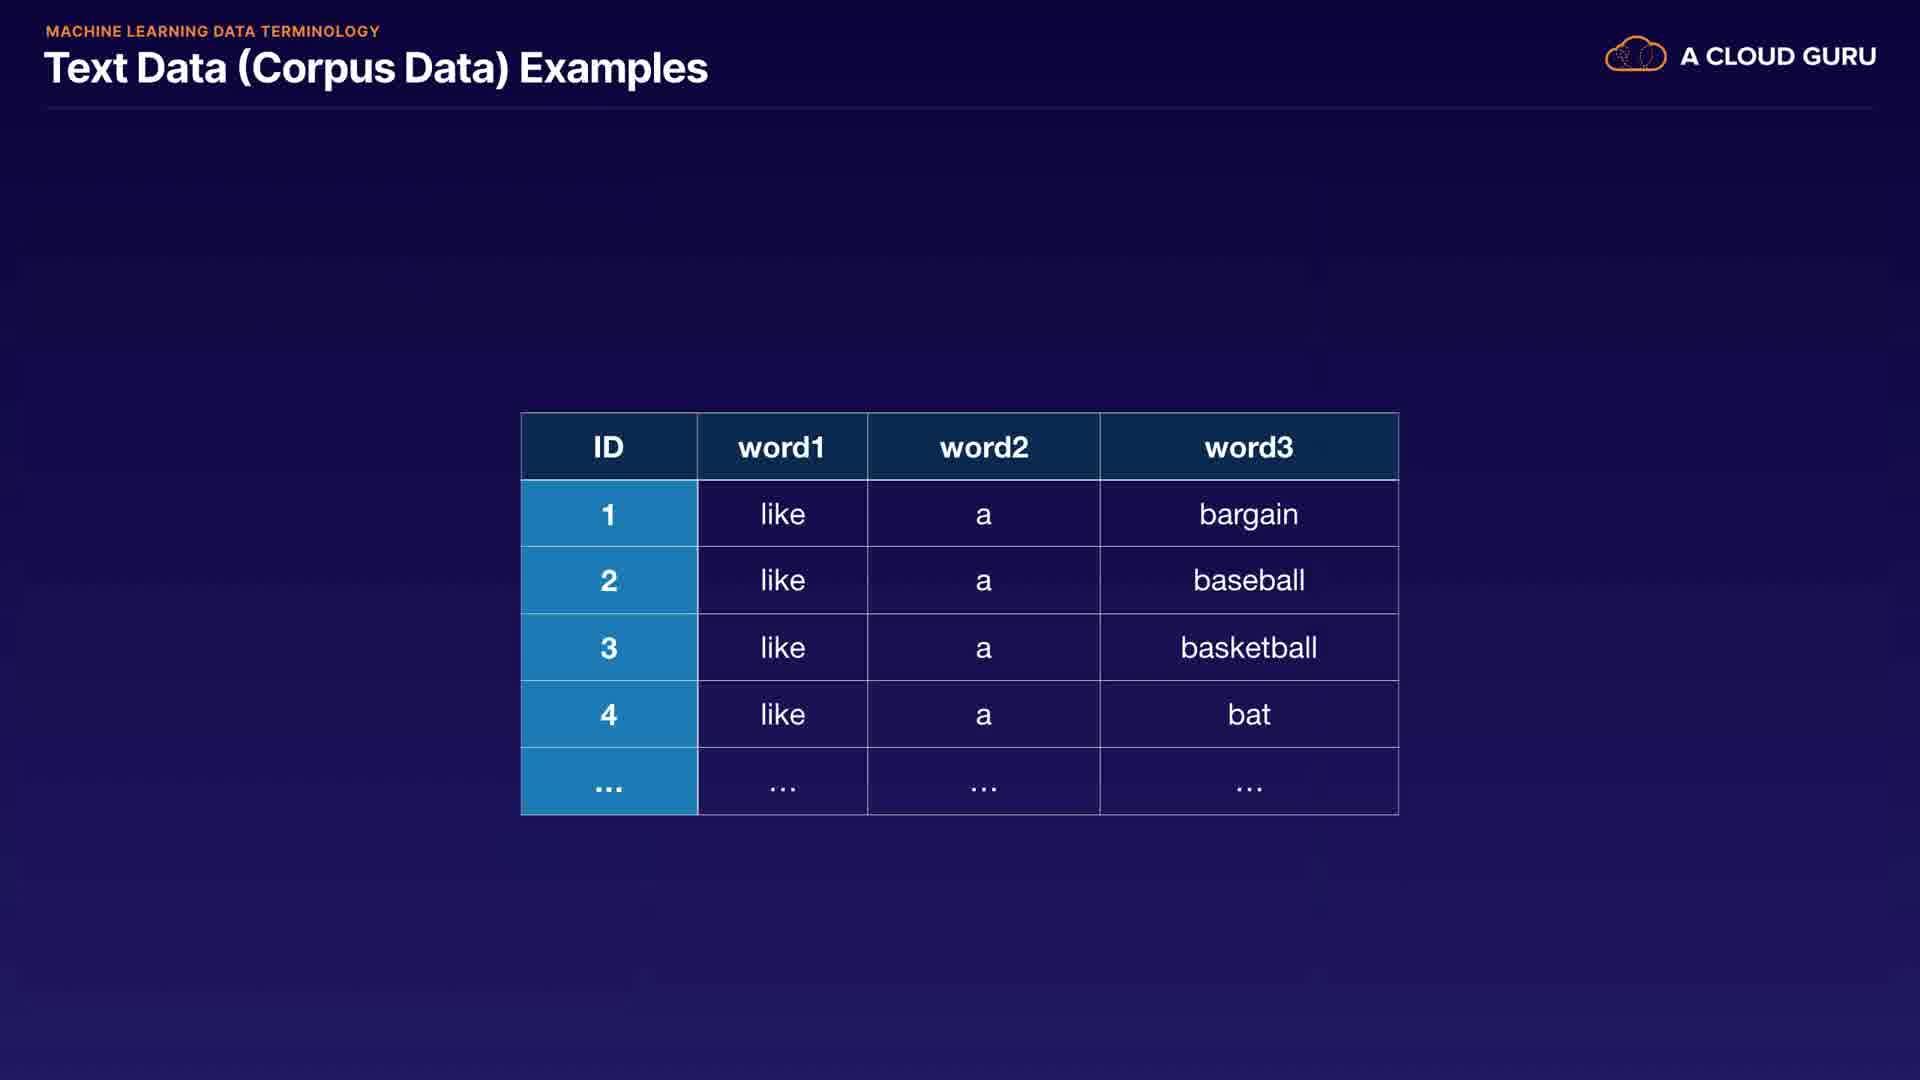 MACHINE LEARNING DATA TERMINOLOGY
Text Data (Corpus Data) Examples
A CLOUD GURU
ID word1 word2 word3
1 like a bargain
2 like a baseball
3 like a basketball
4 like a bat
... ... ... ...